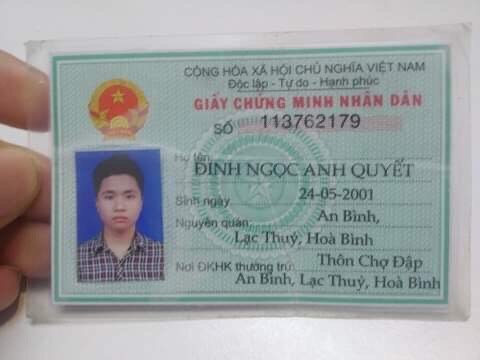 CỘNG HÒA XÃ HỘI CHỦ NGHĨA VIỆT NAM
Độc lập - Tự do - Hạnh phúc
GIẤY CHỨNG MINH NHÂN DÂN
SỐ 113762179
Họ tên ĐINH NGỌC ANH QUYẾT
Sinh ngày 24-05-2001
Nguyên quán An Bình,
Lạc Thuỷ, Hoà Bình
Nơi ĐKHK thường trú Thôn Chợ Đập
An Bình, Lạc Thuỷ, Hoà Bình